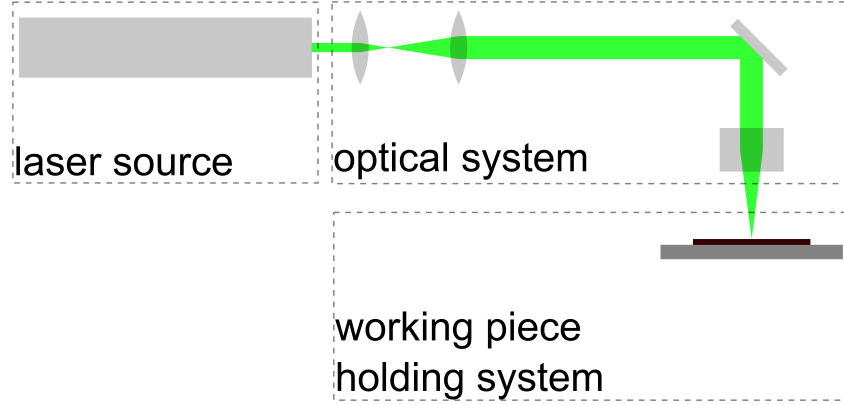 laser source
optical system
working piece
holding system